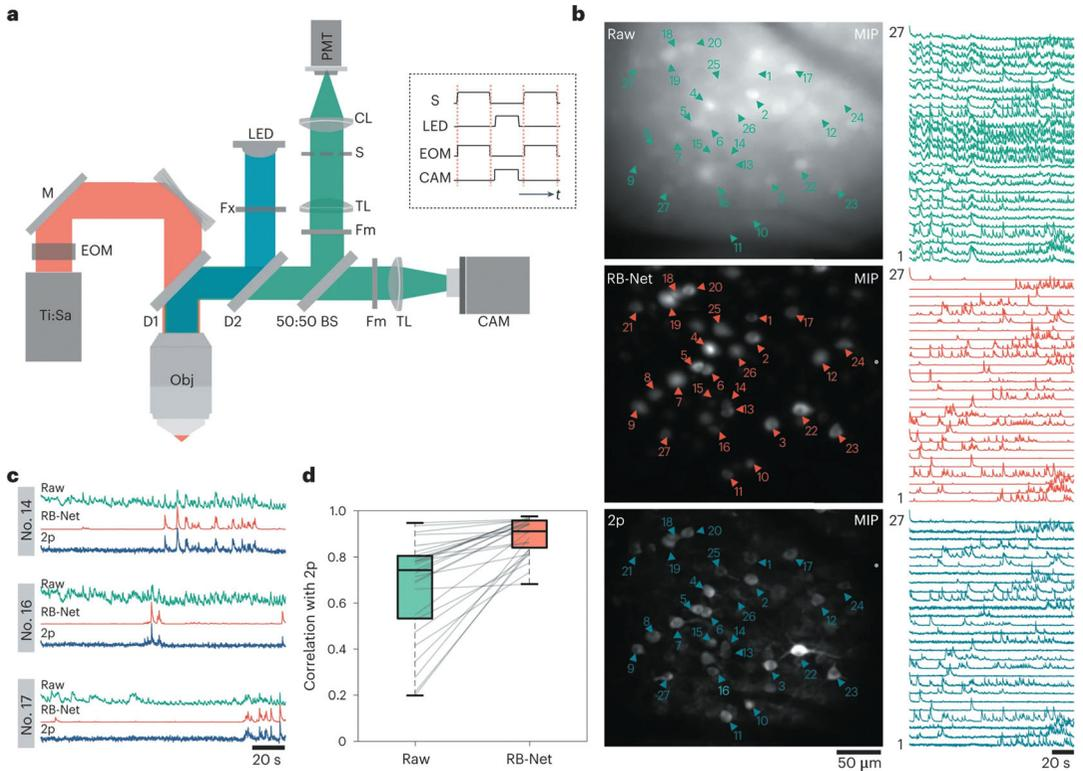 a
PMT
CL
S
LED
TL
Fx
Fm
M
EOM
Ti:Sa
D1
D2
50:50 BS
Fm
TL
CAM
Obj
S
LED
EOM
CAM
t
b
Raw
MIP
18
20
25
1
17
19
21
4
5
2
24
26
12
6
8
15
14
7
13
9
22
3
16
27
23
10
11
27
1
RB-Net
MIP
18
20
25
1
17
21
19
4
2
5
24
26
12
6
8
15
14
7
13
9
22
16
3
27
23
10
11
27
1
2p
MIP
18
20
25
1
17
21
19
4
2
24
5
26
12
6
8
15
14
13
7
9
22
3
16
27
23
10
11
27
1
50 µm
20 s
c
No. 14
Raw
RB-Net
2p
No. 16
Raw
RB-Net
2p
No. 17
Raw
RB-Net
2p
20 s
d
Correlation with 2p
1.0
0.8
0.6
0.4
0.2
0
Raw
RB-Net